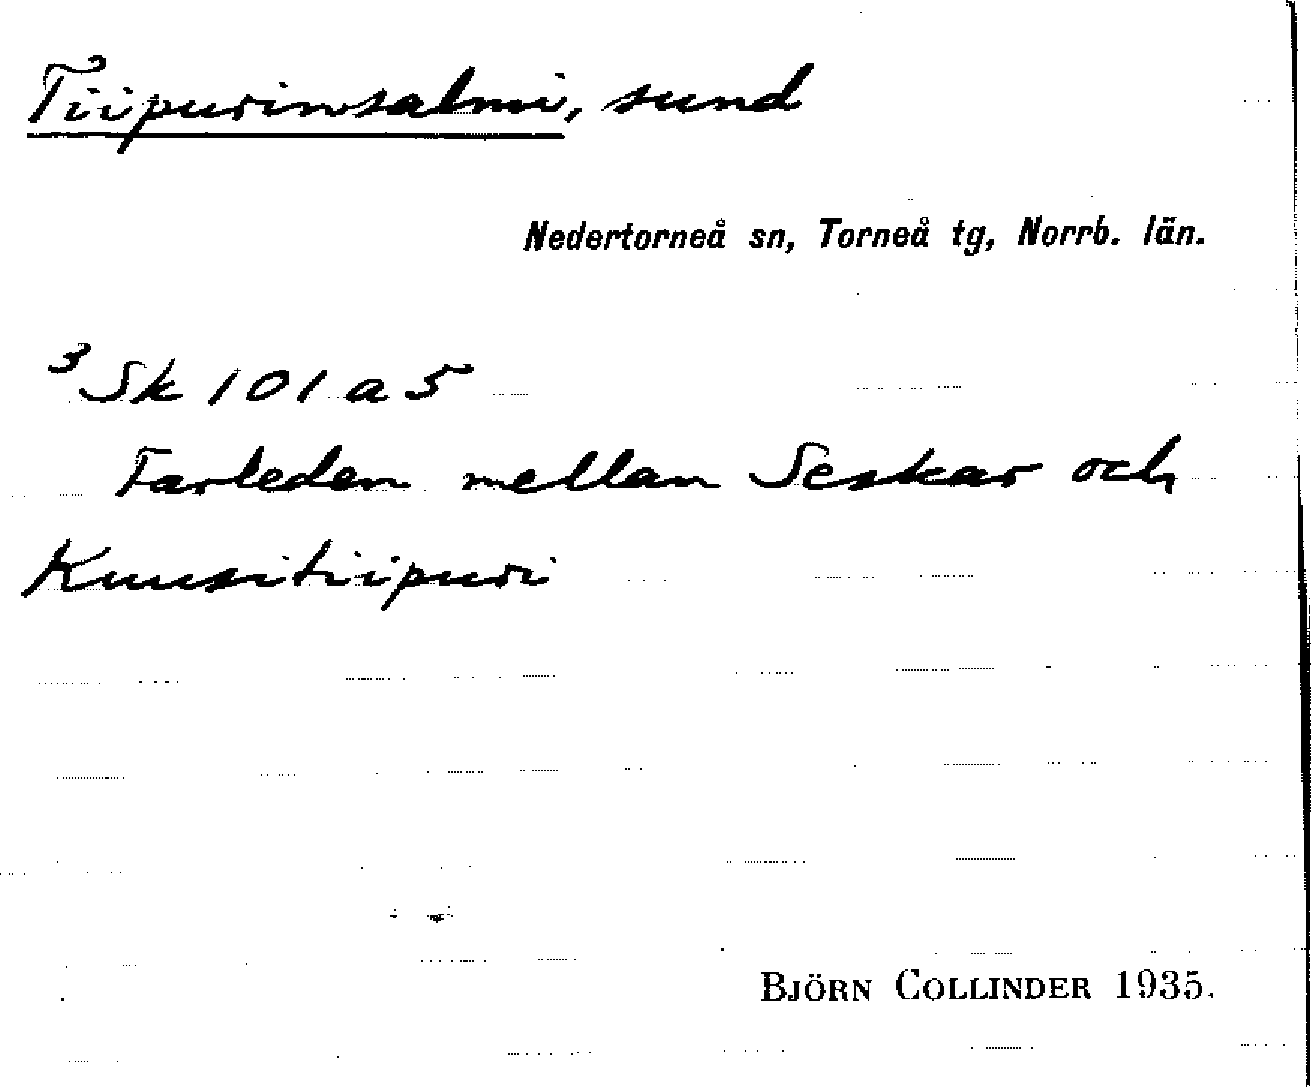 Tiipurinsalmi, sund
Nedertorneå sn, Torneå tg, Norrb. län.
³Sk 101 a 5
Farleden mellan Seskar och
Kuusitiipuri
BJÖRN COLLINDER 1935.